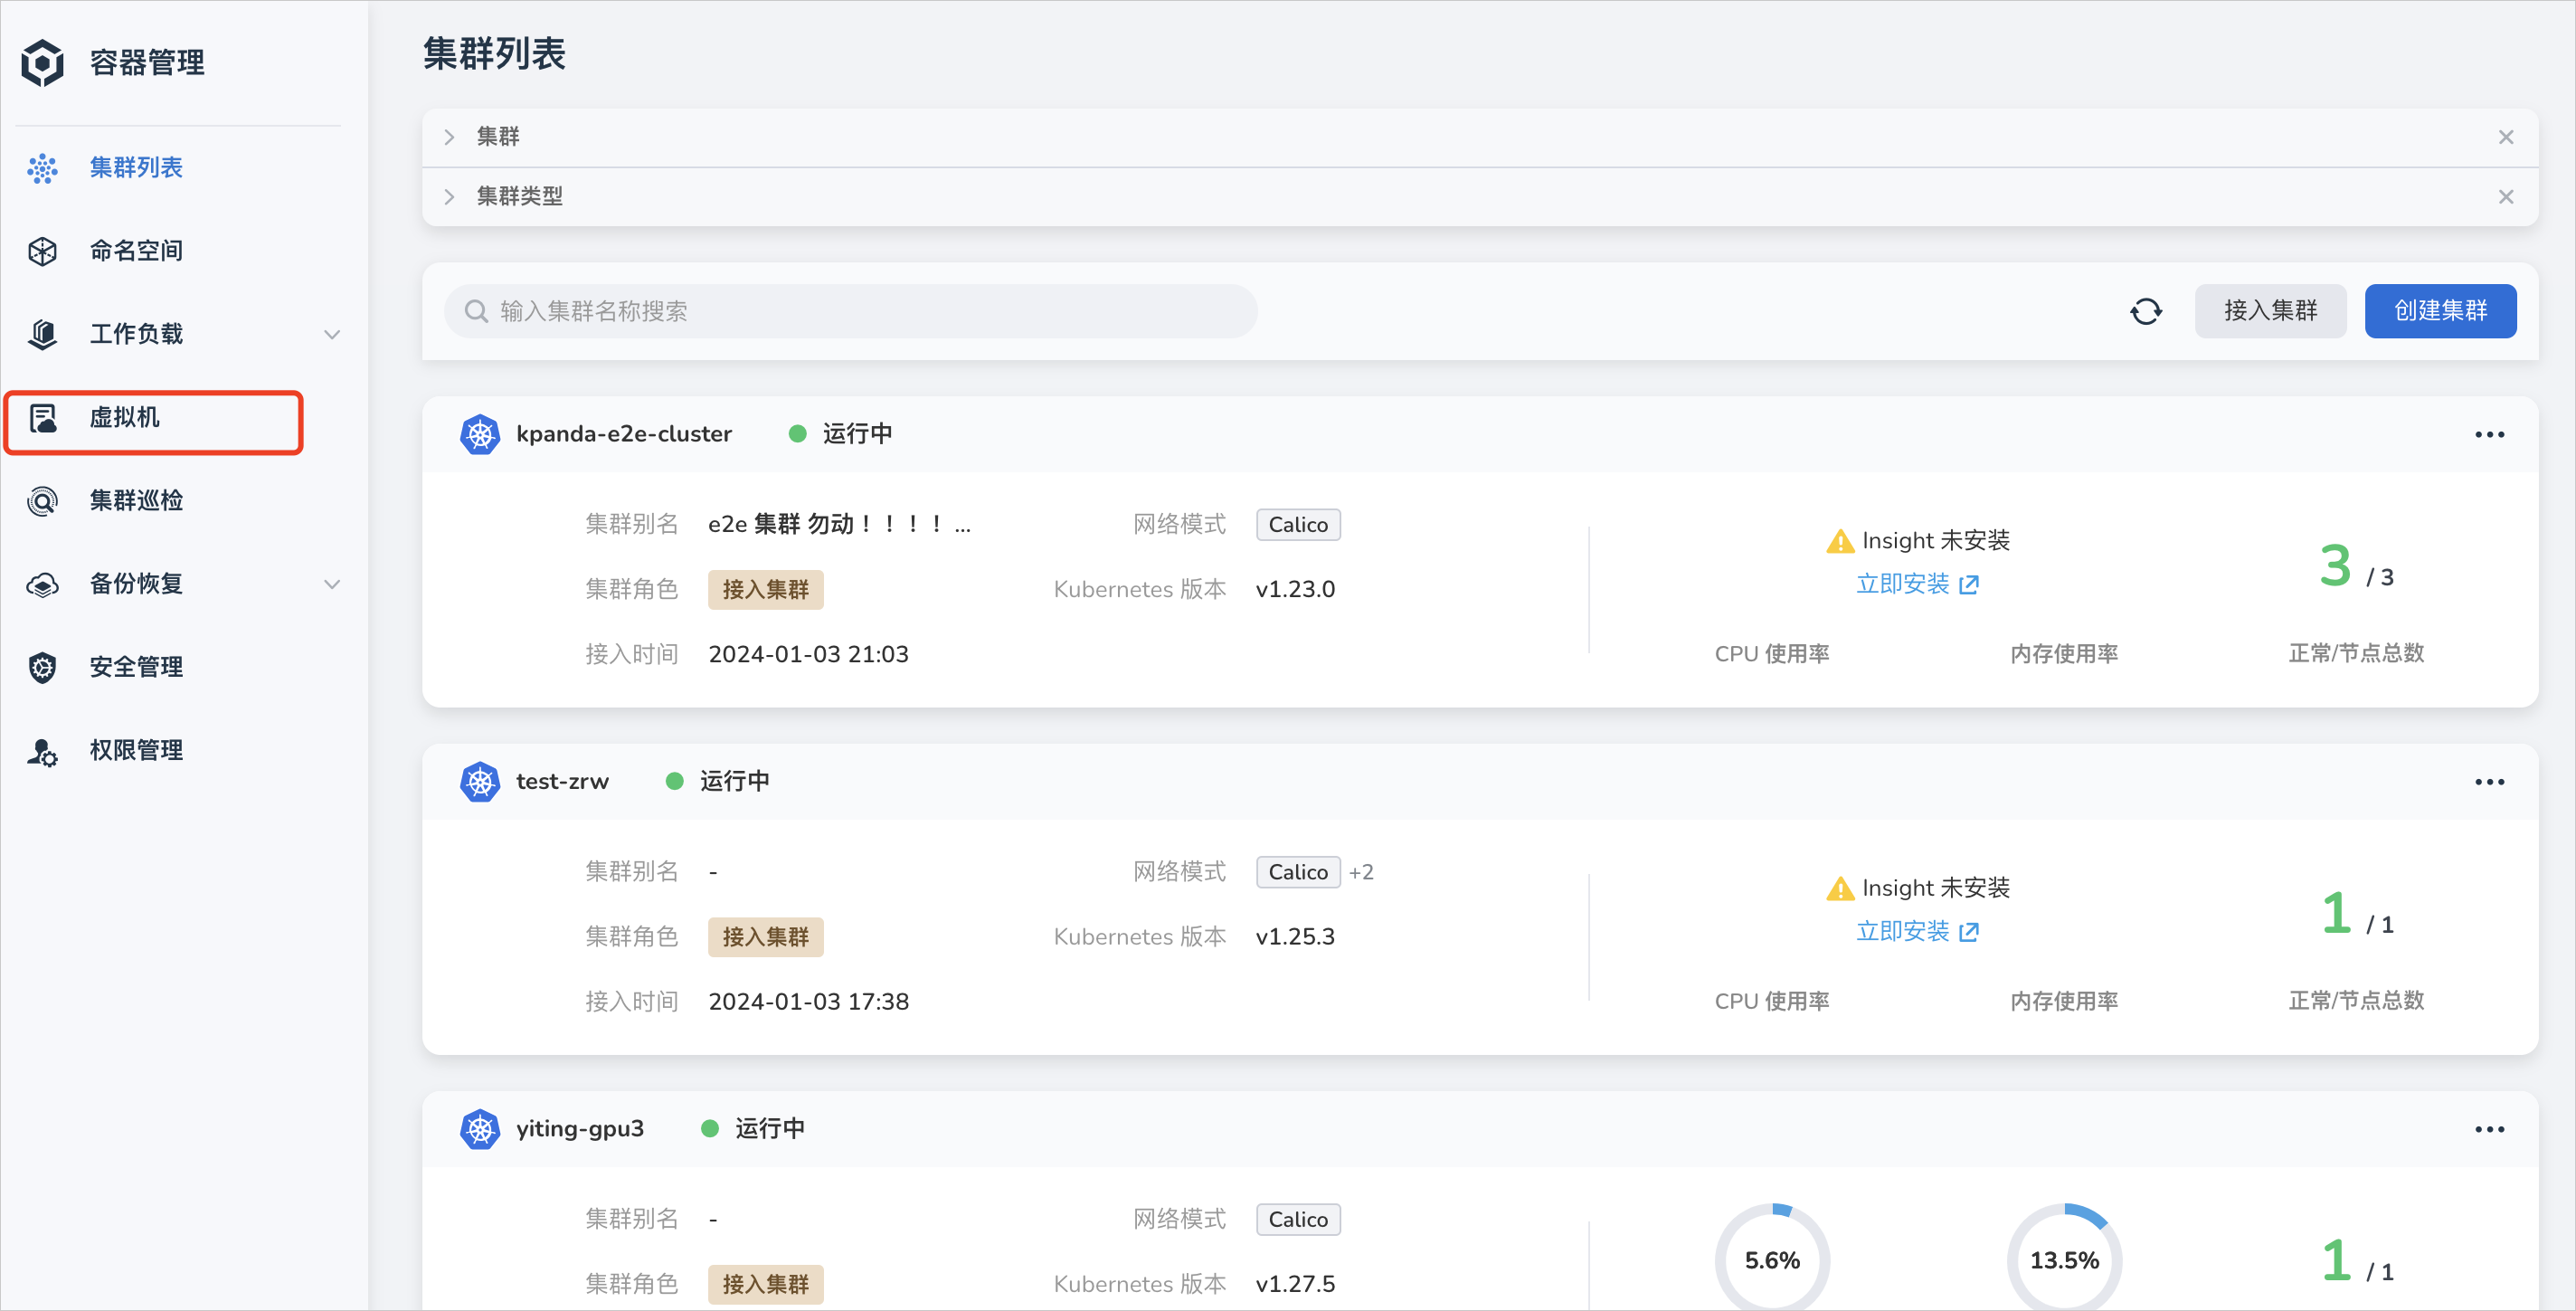 容器管理
集群列表
命名空间
工作负载
虚拟机
集群巡检
备份恢复
安全管理
权限管理
集群列表
集群
集群类型
输入集群名称搜索
接入集群
创建集群
kpanda-e2e-cluster
运行中
集群别名 e2e 集群 勿动！！！！...
网络模式 Calico
集群角色 接入集群
Kubernetes 版本 v1.23.0
接入时间 2024-01-03 21:03
Insight 未安装
立即安装
CPU 使用率
内存使用率
3 / 3
正常/节点总数
test-zrw
运行中
集群别名 -
网络模式 Calico +2
集群角色 接入集群
Kubernetes 版本 v1.25.3
接入时间 2024-01-03 17:38
Insight 未安装
立即安装
CPU 使用率
内存使用率
1 / 1
正常/节点总数
yiting-gpu3
运行中
集群别名 -
网络模式 Calico
集群角色 接入集群
Kubernetes 版本 v1.27.5
5.6%
13.5%
1 / 1